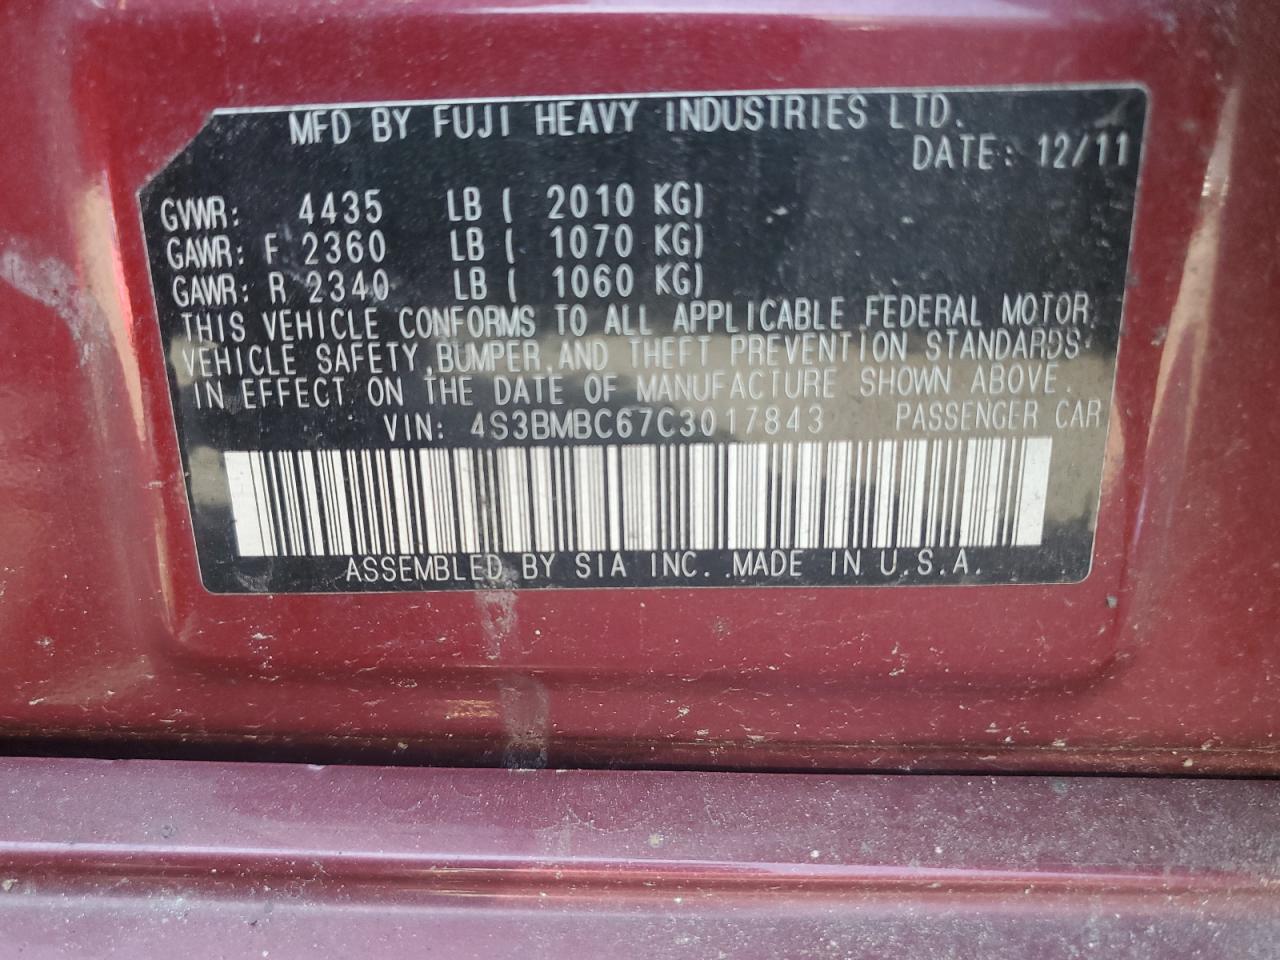 MFD BY FUJI HEAVY INDUSTRIES LTD.
DATE: 12/11
GVWR: 4435 LB ( 2010 KG)
GAWR: F 2360 LB ( 1070 KG)
GAWR: R 2340 LB ( 1060 KG)
THIS VEHICLE CONFORMS TO ALL APPLICABLE FEDERAL MOTOR
VEHICLE SAFETY, BUMPER, AND THEFT PREVENTION STANDARDS
IN EFFECT ON THE DATE OF MANUFACTURE SHOWN ABOVE.
VIN: 4S3BMBC67C3017843 PASSENGER CAR
ASSEMBLED BY SIA INC. MADE IN U.S.A.